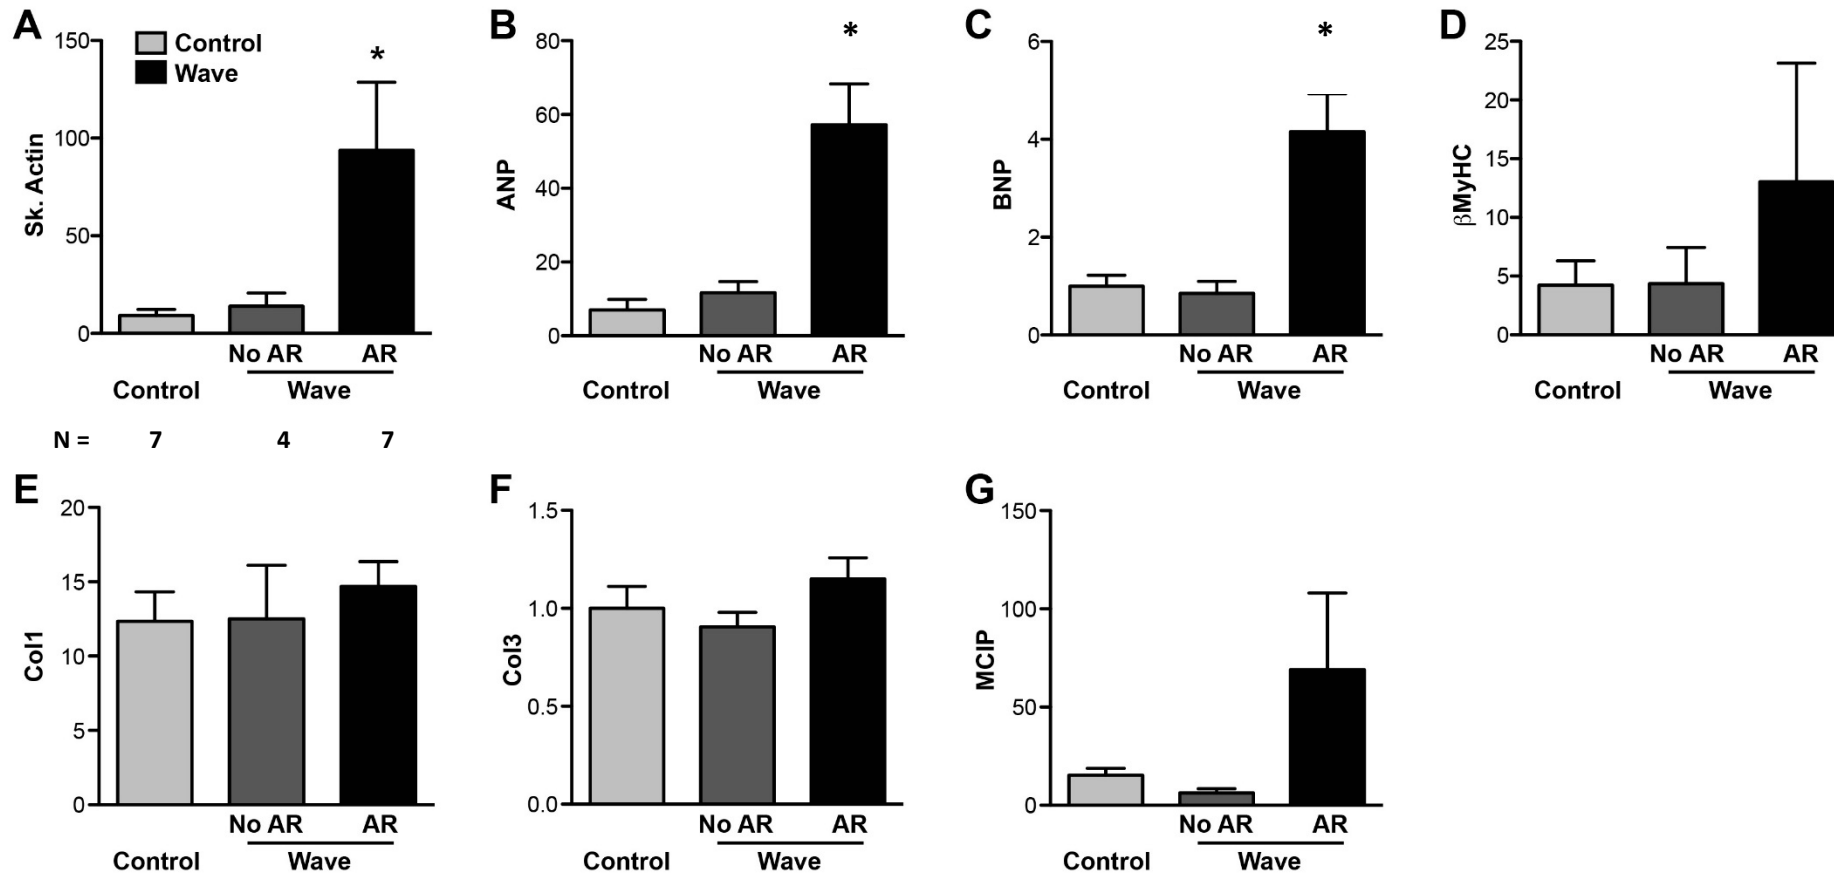 A
150
100
50
0
Sk. Actin
Control
Wave
*
No AR AR
Control Wave
N = 7 4 7
B
80
60
40
20
0
ANP
*
No AR AR
Control Wave
C
6
4
2
0
BNP
*
No AR AR
Control Wave
D
25
20
15
10
5
0
βMyHC
No AR AR
Control Wave
E
20
15
10
5
0
Col1
No AR AR
Control Wave
F
1.5
1.0
0.5
0.0
Col3
No AR AR
Control Wave
G
150
100
50
0
MCIP
No AR AR
Control Wave